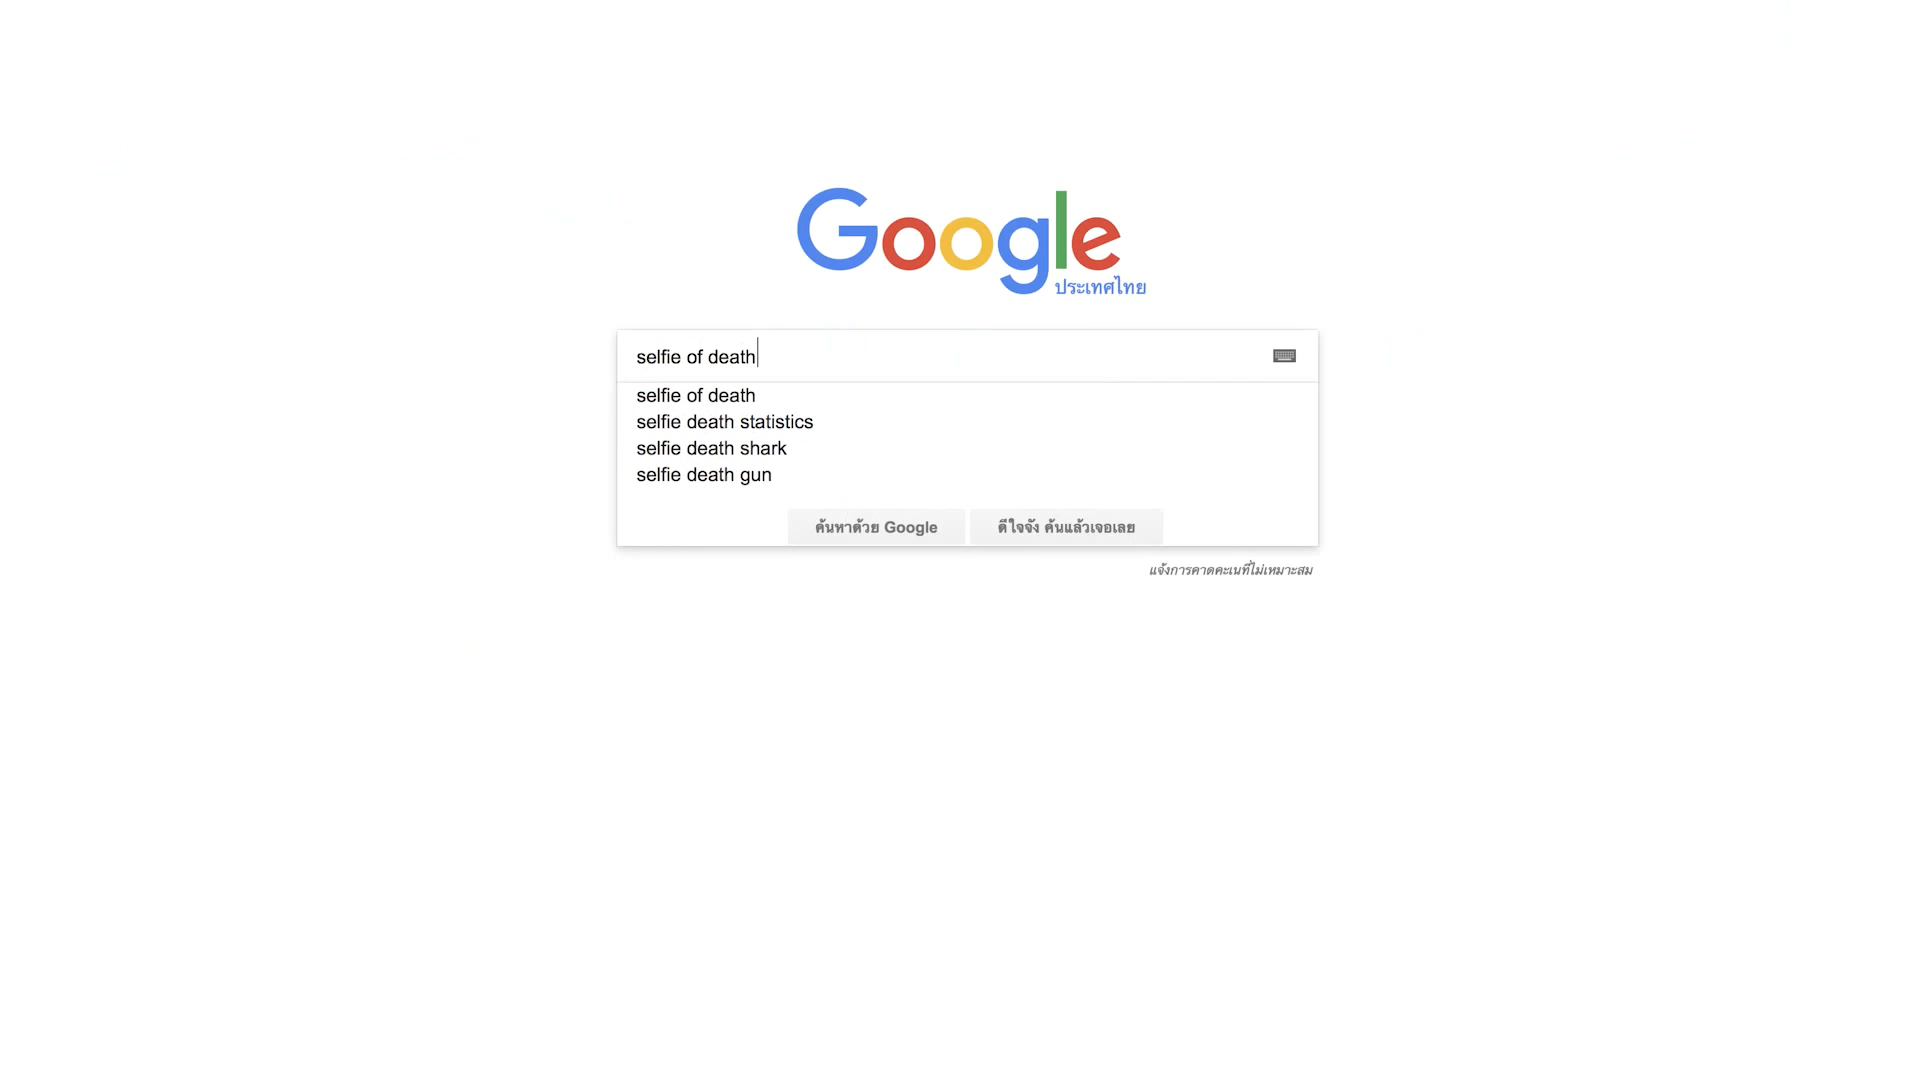 Google
ประเทศไทย
selfie of death
selfie of death
selfie death statistics
selfie death shark
selfie death gun
ค้นหาด้วย Google
ดีใจจัง ค้นแล้วเจอเลย
แจ้งการคาดคะเนที่ไม่เหมาะสม